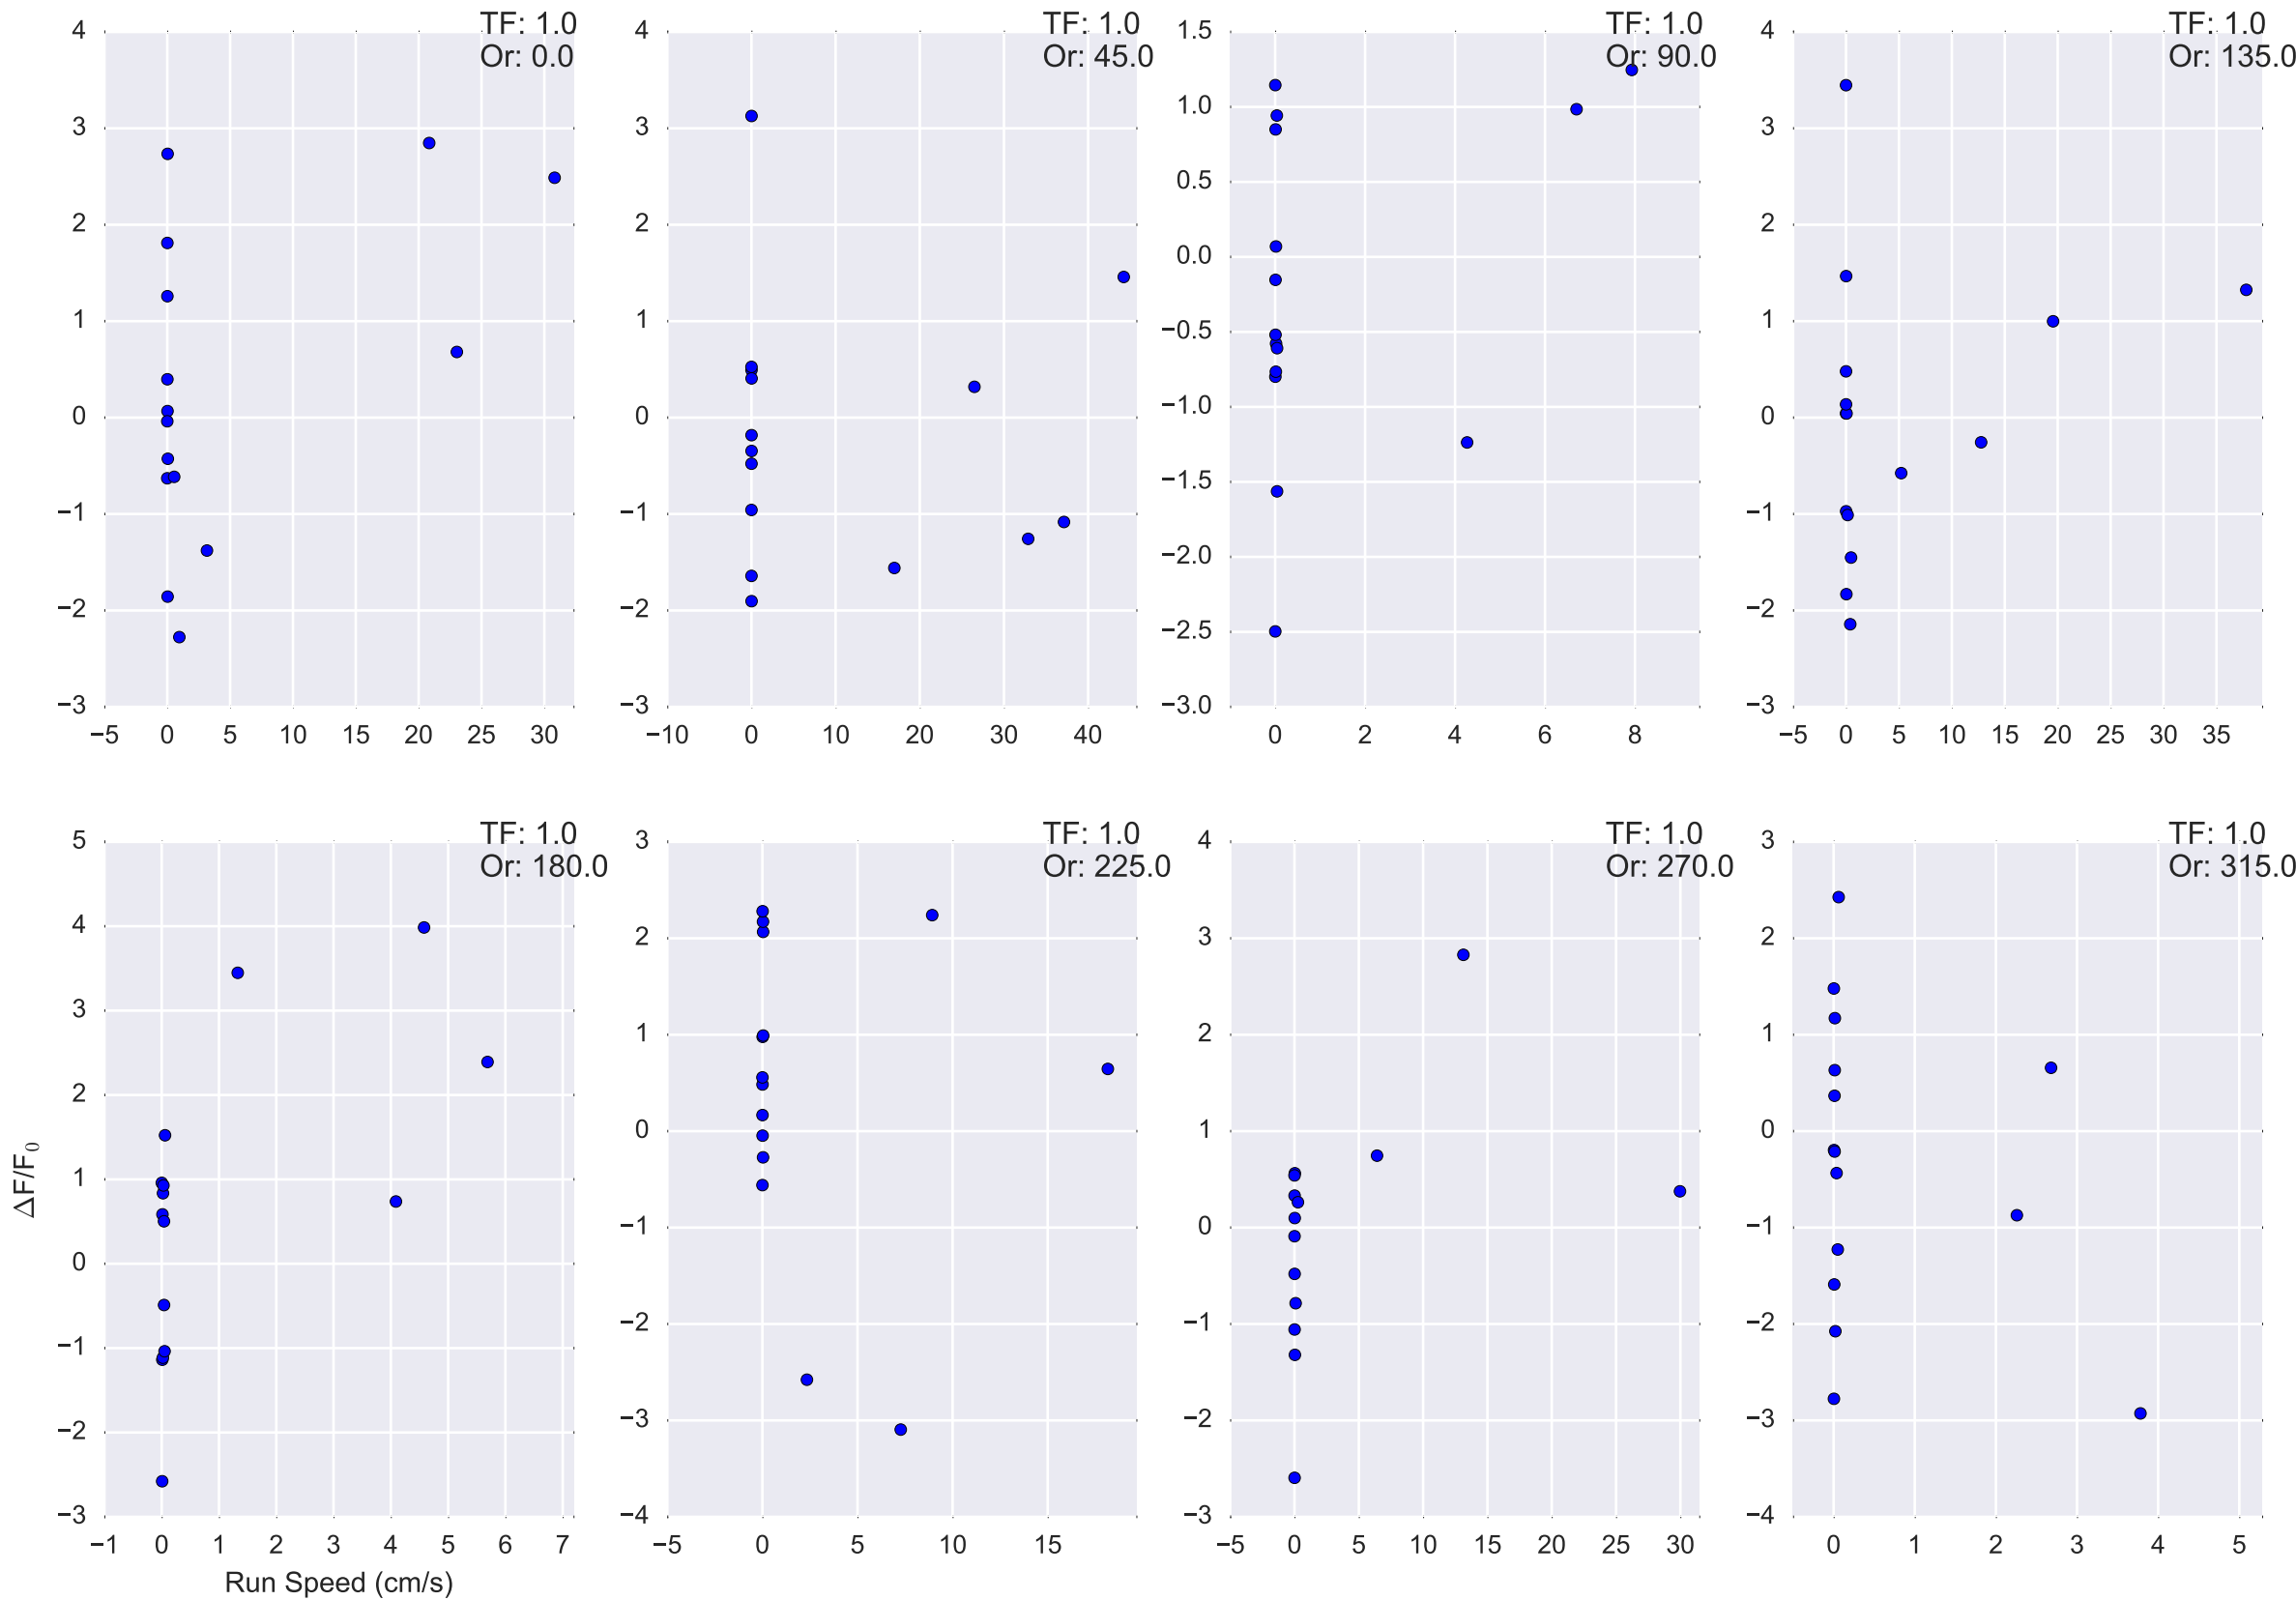 TF: 1.0
Or: 0.0
4
3
2
1
0
−1
−2
−3
−5 0 5 10 15 20 25 30
TF: 1.0
Or: 45.0
4
3
2
1
0
−1
−2
−3
−10 0 10 20 30 40
TF: 1.0
Or: 90.0
1.5
1.0
0.5
0.0
−0.5
−1.0
−1.5
−2.0
−2.5
−3.0
0 2 4 6 8
TF: 1.0
Or: 135.0
4
3
2
1
0
−1
−2
−3
−5 0 5 10 15 20 25 30 35
TF: 1.0
Or: 180.0
5
4
3
2
1
0
−1
−2
−3
ΔF/F₀
−1 0 1 2 3 4 5 6 7
Run Speed (cm/s)
TF: 1.0
Or: 225.0
3
2
1
0
−1
−2
−3
−4
−5 0 5 10 15
TF: 1.0
Or: 270.0
4
3
2
1
0
−1
−2
−3
−5 0 5 10 15 20 25 30
TF: 1.0
Or: 315.0
3
2
1
0
−1
−2
−3
−4
0 1 2 3 4 5